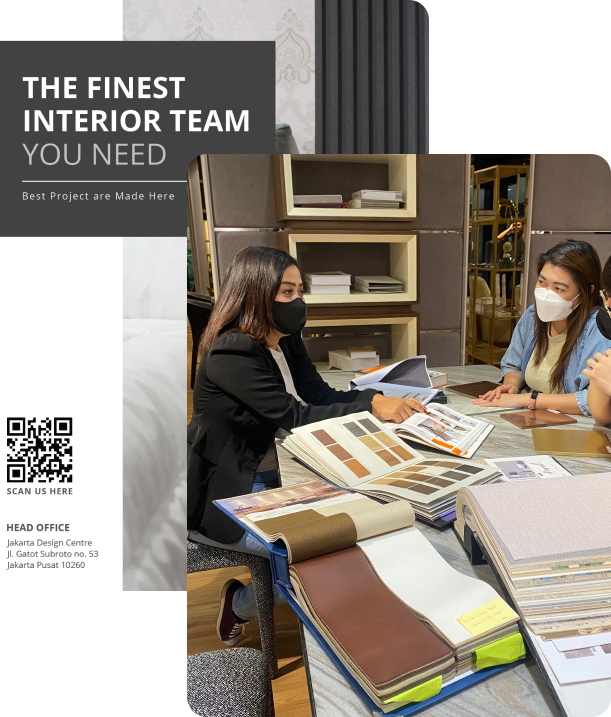 THE FINEST
INTERIOR TEAM
YOU NEED
Best Project are Made Here
SCAN US HERE
HEAD OFFICE
Jakarta Design Centre
Jl. Gatot Subroto no. 53
Jakarta Pusat 10260